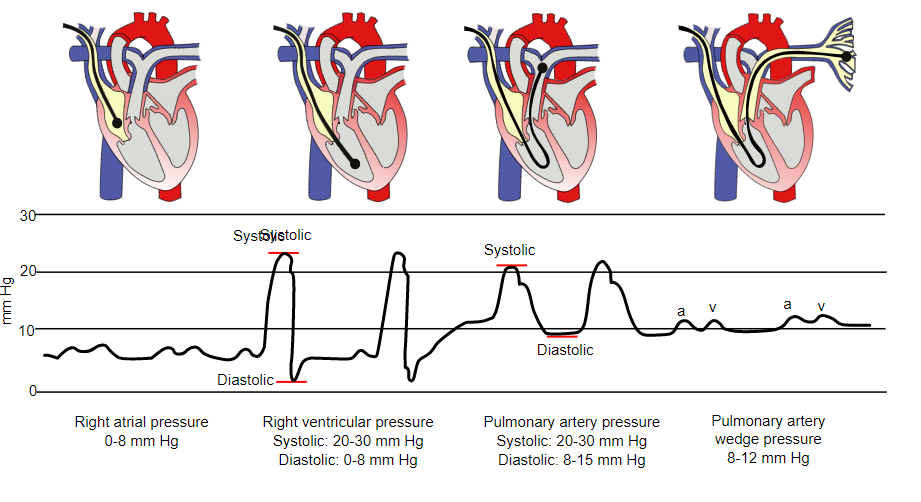 30
Systolic
Systolic
Systolic
20
mm Hg
a
v
a
v
10
Diastolic
Diastolic
0
Right atrial pressure
0-8 mm Hg
Right ventricular pressure
Systolic: 20-30 mm Hg
Diastolic: 0-8 mm Hg
Pulmonary artery pressure
Systolic: 20-30 mm Hg
Diastolic: 8-15 mm Hg
Pulmonary artery
wedge pressure
8-12 mm Hg